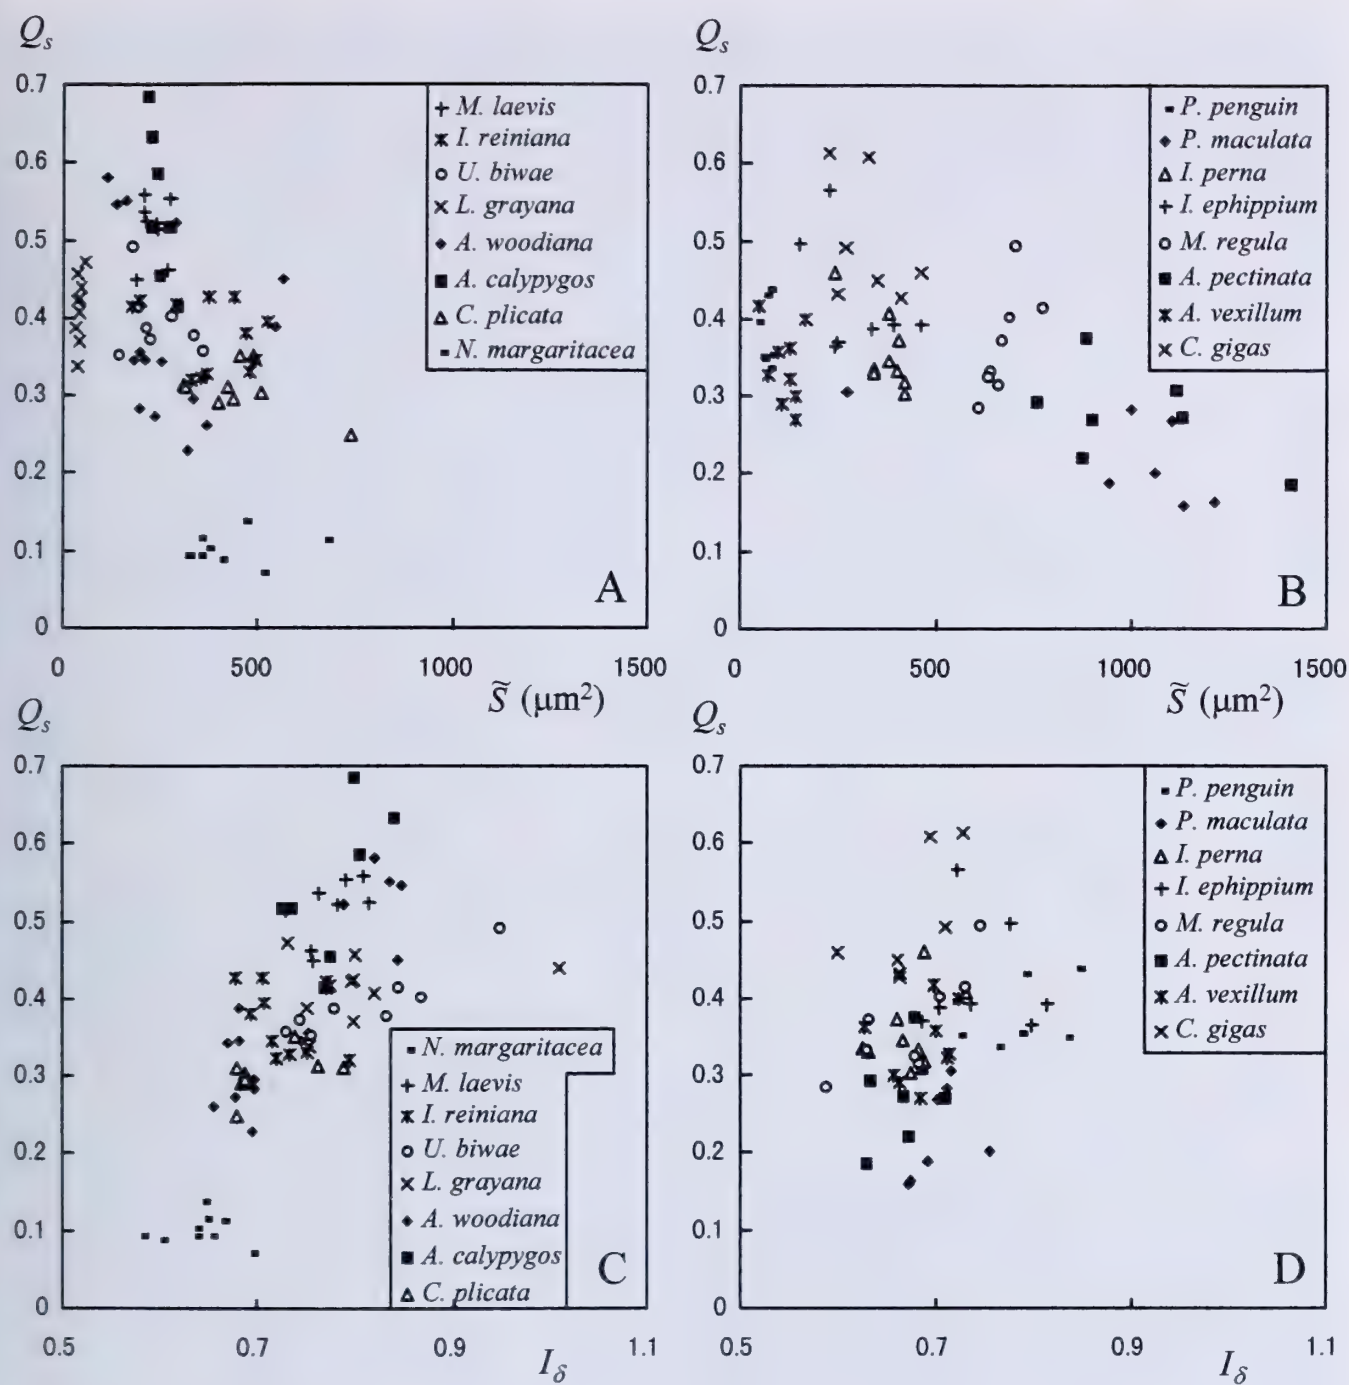 Qs
0.7
0.6
0.5
0.4
0.3
0.2
0.1
0
M. laevis
I. reiniana
U. biwae
L. grayana
A. woodiana
A. calypygos
C. plicata
N. margaritacea
A
0 500 1000 1500
S̃ (μm²)
Qs
0.7
0.6
0.5
0.4
0.3
0.2
0.1
0
P. penguin
P. maculata
I. perna
I. ephippium
M. regula
A. pectinata
A. vexillum
C. gigas
B
0 500 1000 1500
S̃ (μm²)
Qs
0.7
0.6
0.5
0.4
0.3
0.2
0.1
0
N. margaritacea
M. laevis
I. reiniana
U. biwae
L. grayana
A. woodiana
A. calypygos
C. plicata
C
0.5 0.7 0.9 1.1
Iδ
Qs
0.7
0.6
0.5
0.4
0.3
0.2
0.1
0
P. penguin
P. maculata
I. perna
I. ephippium
M. regula
A. pectinata
A. vexillum
C. gigas
D
0.5 0.7 0.9 1.1
Iδ